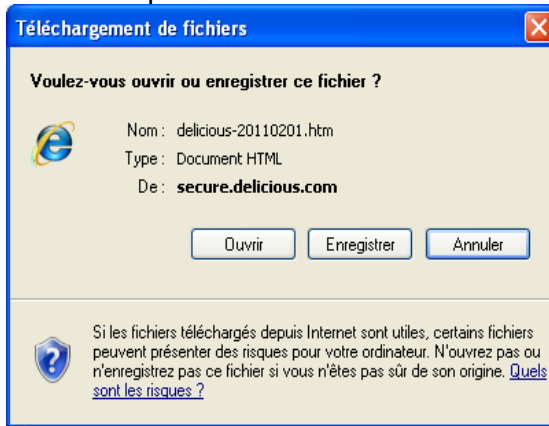 Téléchargement de fichiers
Voulez-vous ouvrir ou enregistrer ce fichier ?
Nom : delicious-20110201.htm
Type : Document HTML
De : secure.delicious.com
Ouvrir Enregistrer Annuler
Si les fichiers téléchargés depuis Internet sont utiles, certains fichiers
peuvent présenter des risques pour votre ordinateur. N'ouvrez pas ou
n'enregistrez pas ce fichier si vous n'êtes pas sûr de son origine. Quels
sont les risques ?